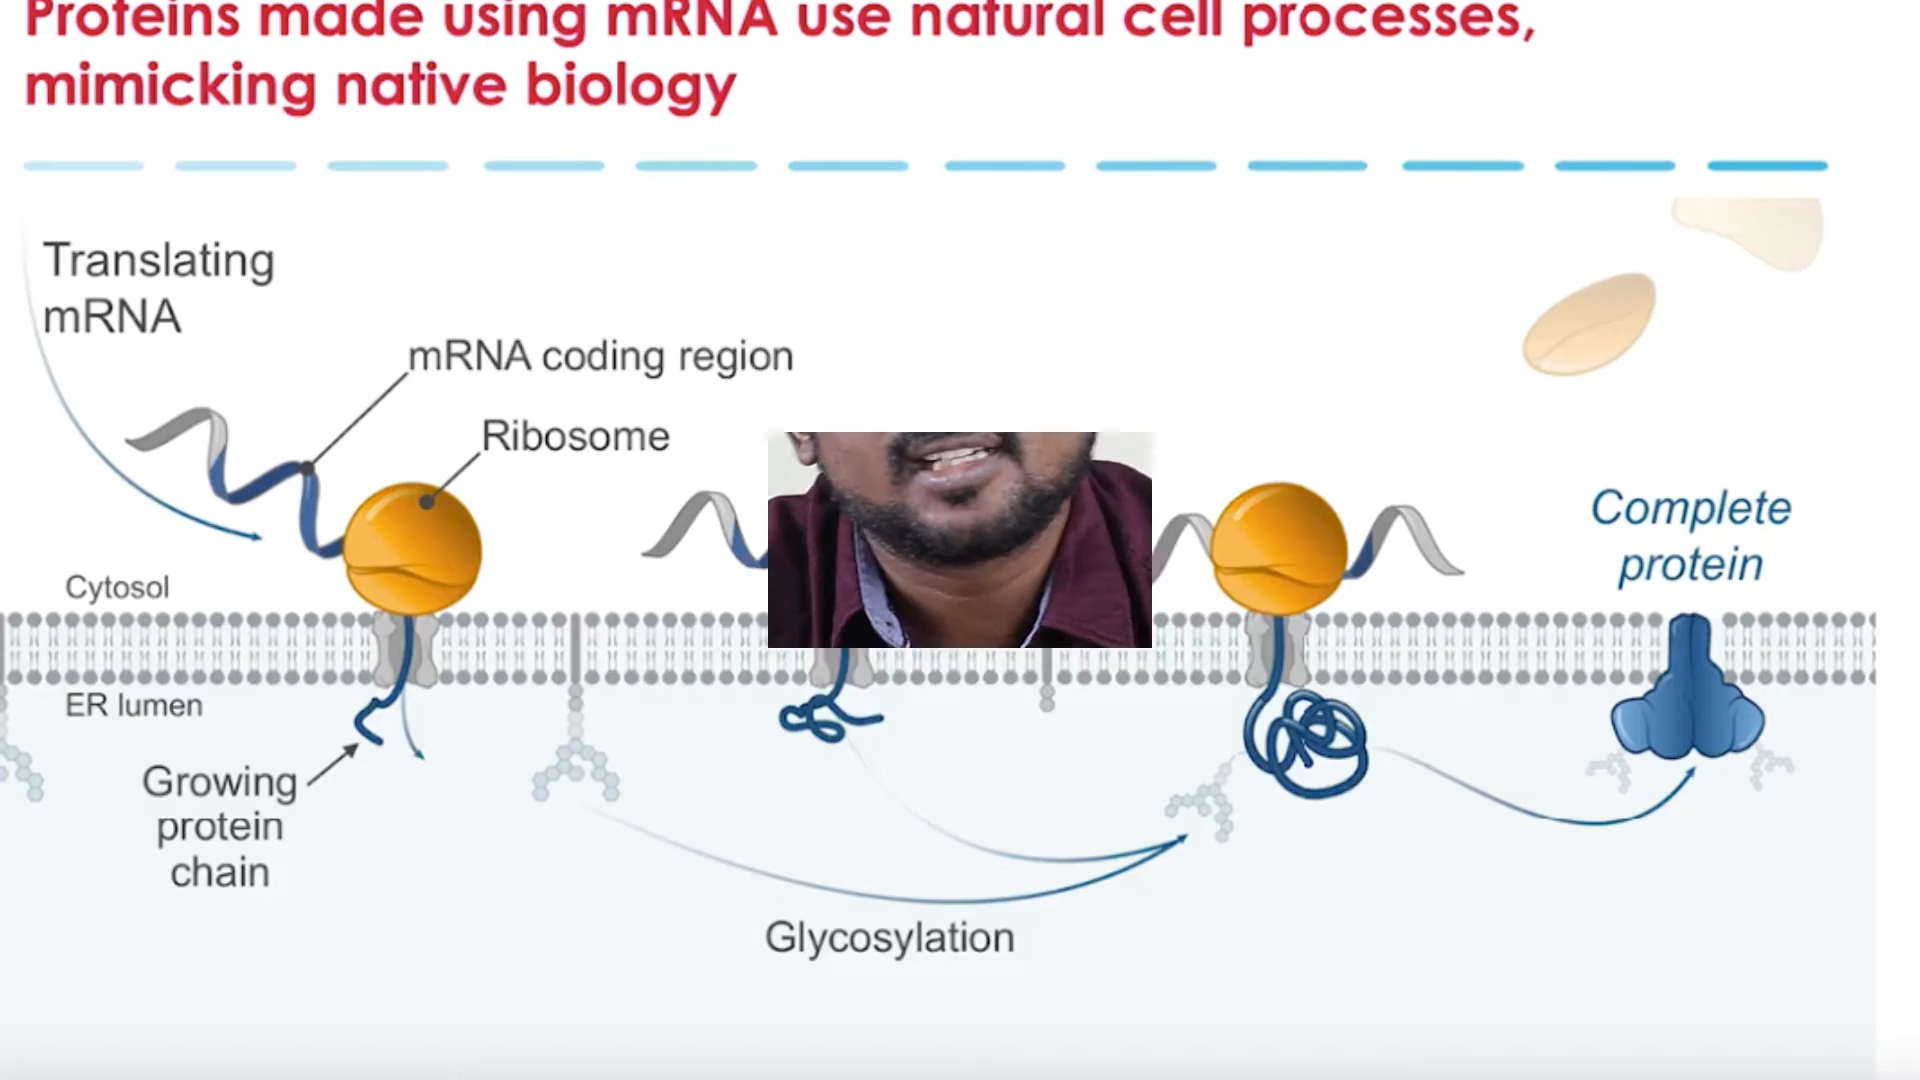 Proteins made using mRNA use natural cell processes,
mimicking native biology
Translating
mRNA
mRNA coding region
Ribosome
Complete
protein
Cytosol
ER lumen
Growing
protein
chain
Glycosylation